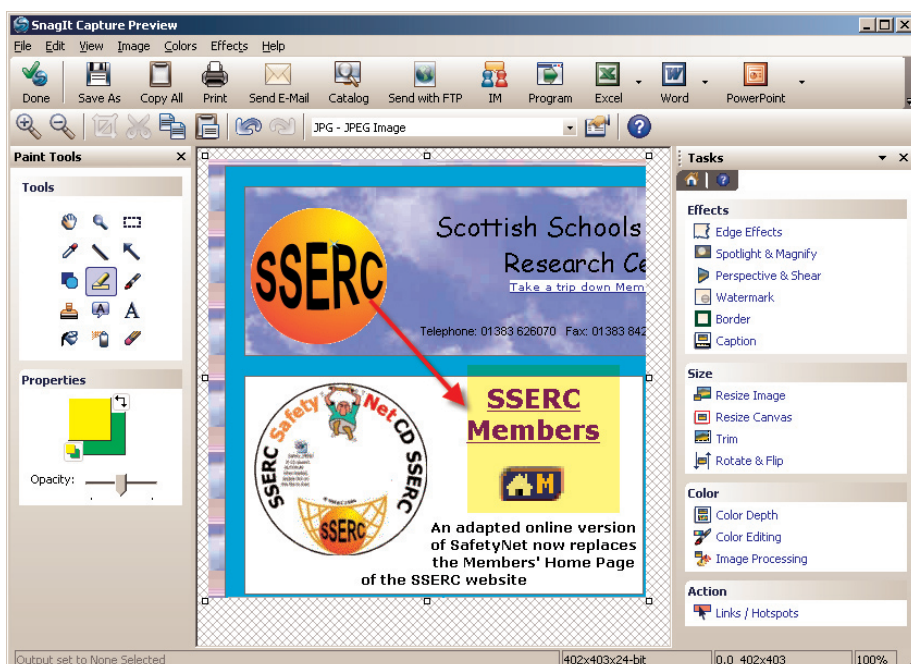 SnagIt Capture Preview
File Edit View Image Colors Effects Help
Done Save As Copy All Print Send E-Mail Catalog Send with FTP IM Program Excel Word PowerPoint
JPG - JPEG Image
Paint Tools
Tools
A A
Properties
Opacity:
SSERC
Scottish Schools
Research Ce
Take a trip down Mem
Telephone: 01383 626070 Fax: 01383 842
SSERC Safety Net CD SSERC
SSERC
SSERC
Members
M
An adapted online version
of SafetyNet now replaces
the Members' Home Page
of the SSERC website
Tasks
Effects
Edge Effects
Spotlight & Magnify
Perspective & Shear
Watermark
Border
Caption
Size
Resize Image
Resize Canvas
Trim
Rotate & Flip
Color
Color Depth
Color Editing
Image Processing
Action
Links / Hotspots
Output set to None Selected
402x403x24-bit
0.0 402x403
100%